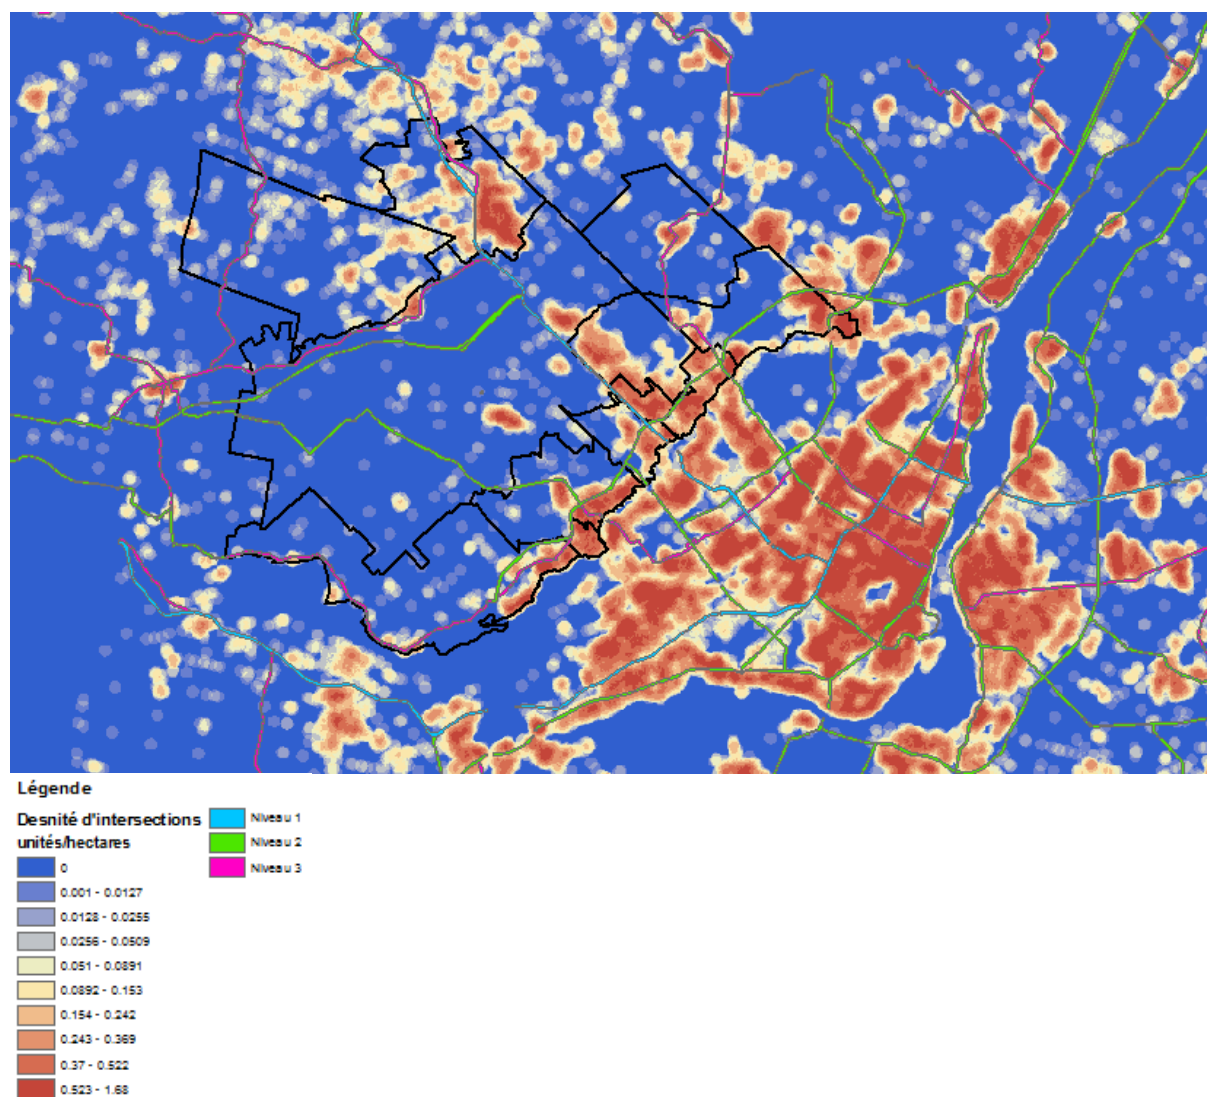 Légende
Desnité d'intersections
unités/hectares
0
0.001 - 0.0127
0.0128 - 0.0255
0.0256 - 0.0509
0.051 - 0.0891
0.0892 - 0.153
0.154 - 0.242
0.243 - 0.369
0.37 - 0.522
0.523 - 1.68
Niveau 1
Niveau 2
Niveau 3